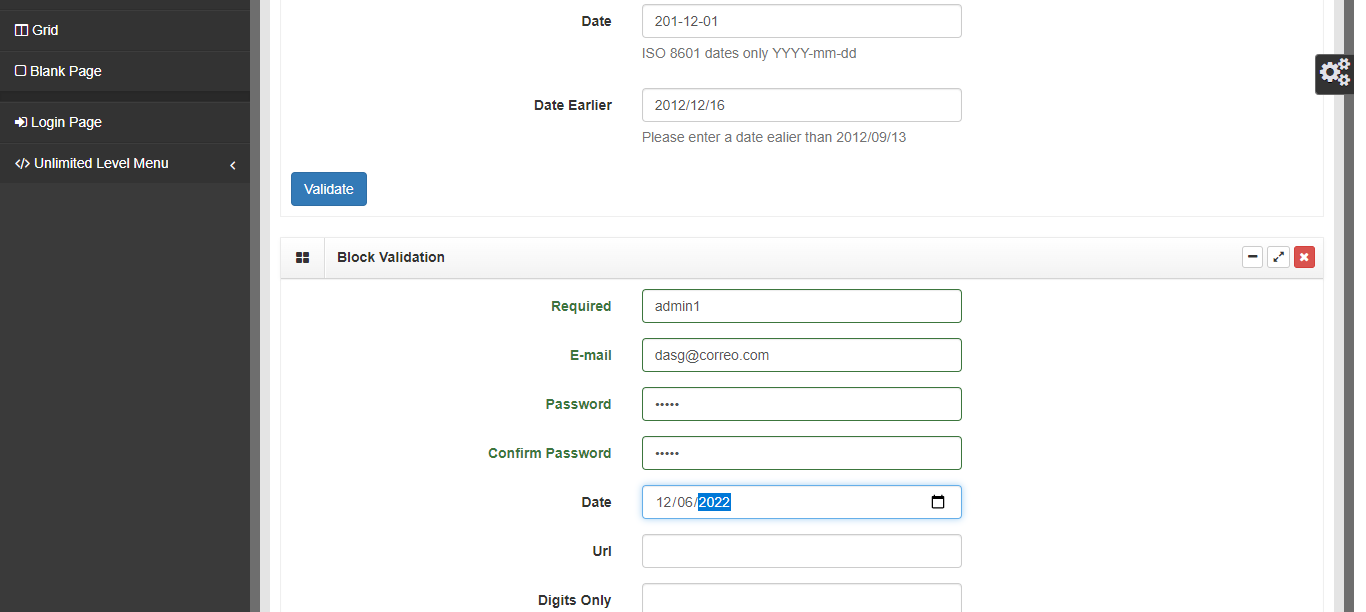 Grid
Blank Page
Login Page
Unlimited Level Menu
Date 201-12-01
ISO 8601 dates only YYYY-mm-dd
Date Earlier 2012/12/16
Please enter a date ealier than 2012/09/13
Validate
Block Validation
Required admin1
E-mail dasg@correo.com
Password •••••
Confirm Password •••••
Date 12/06/2022
Url
Digits Only